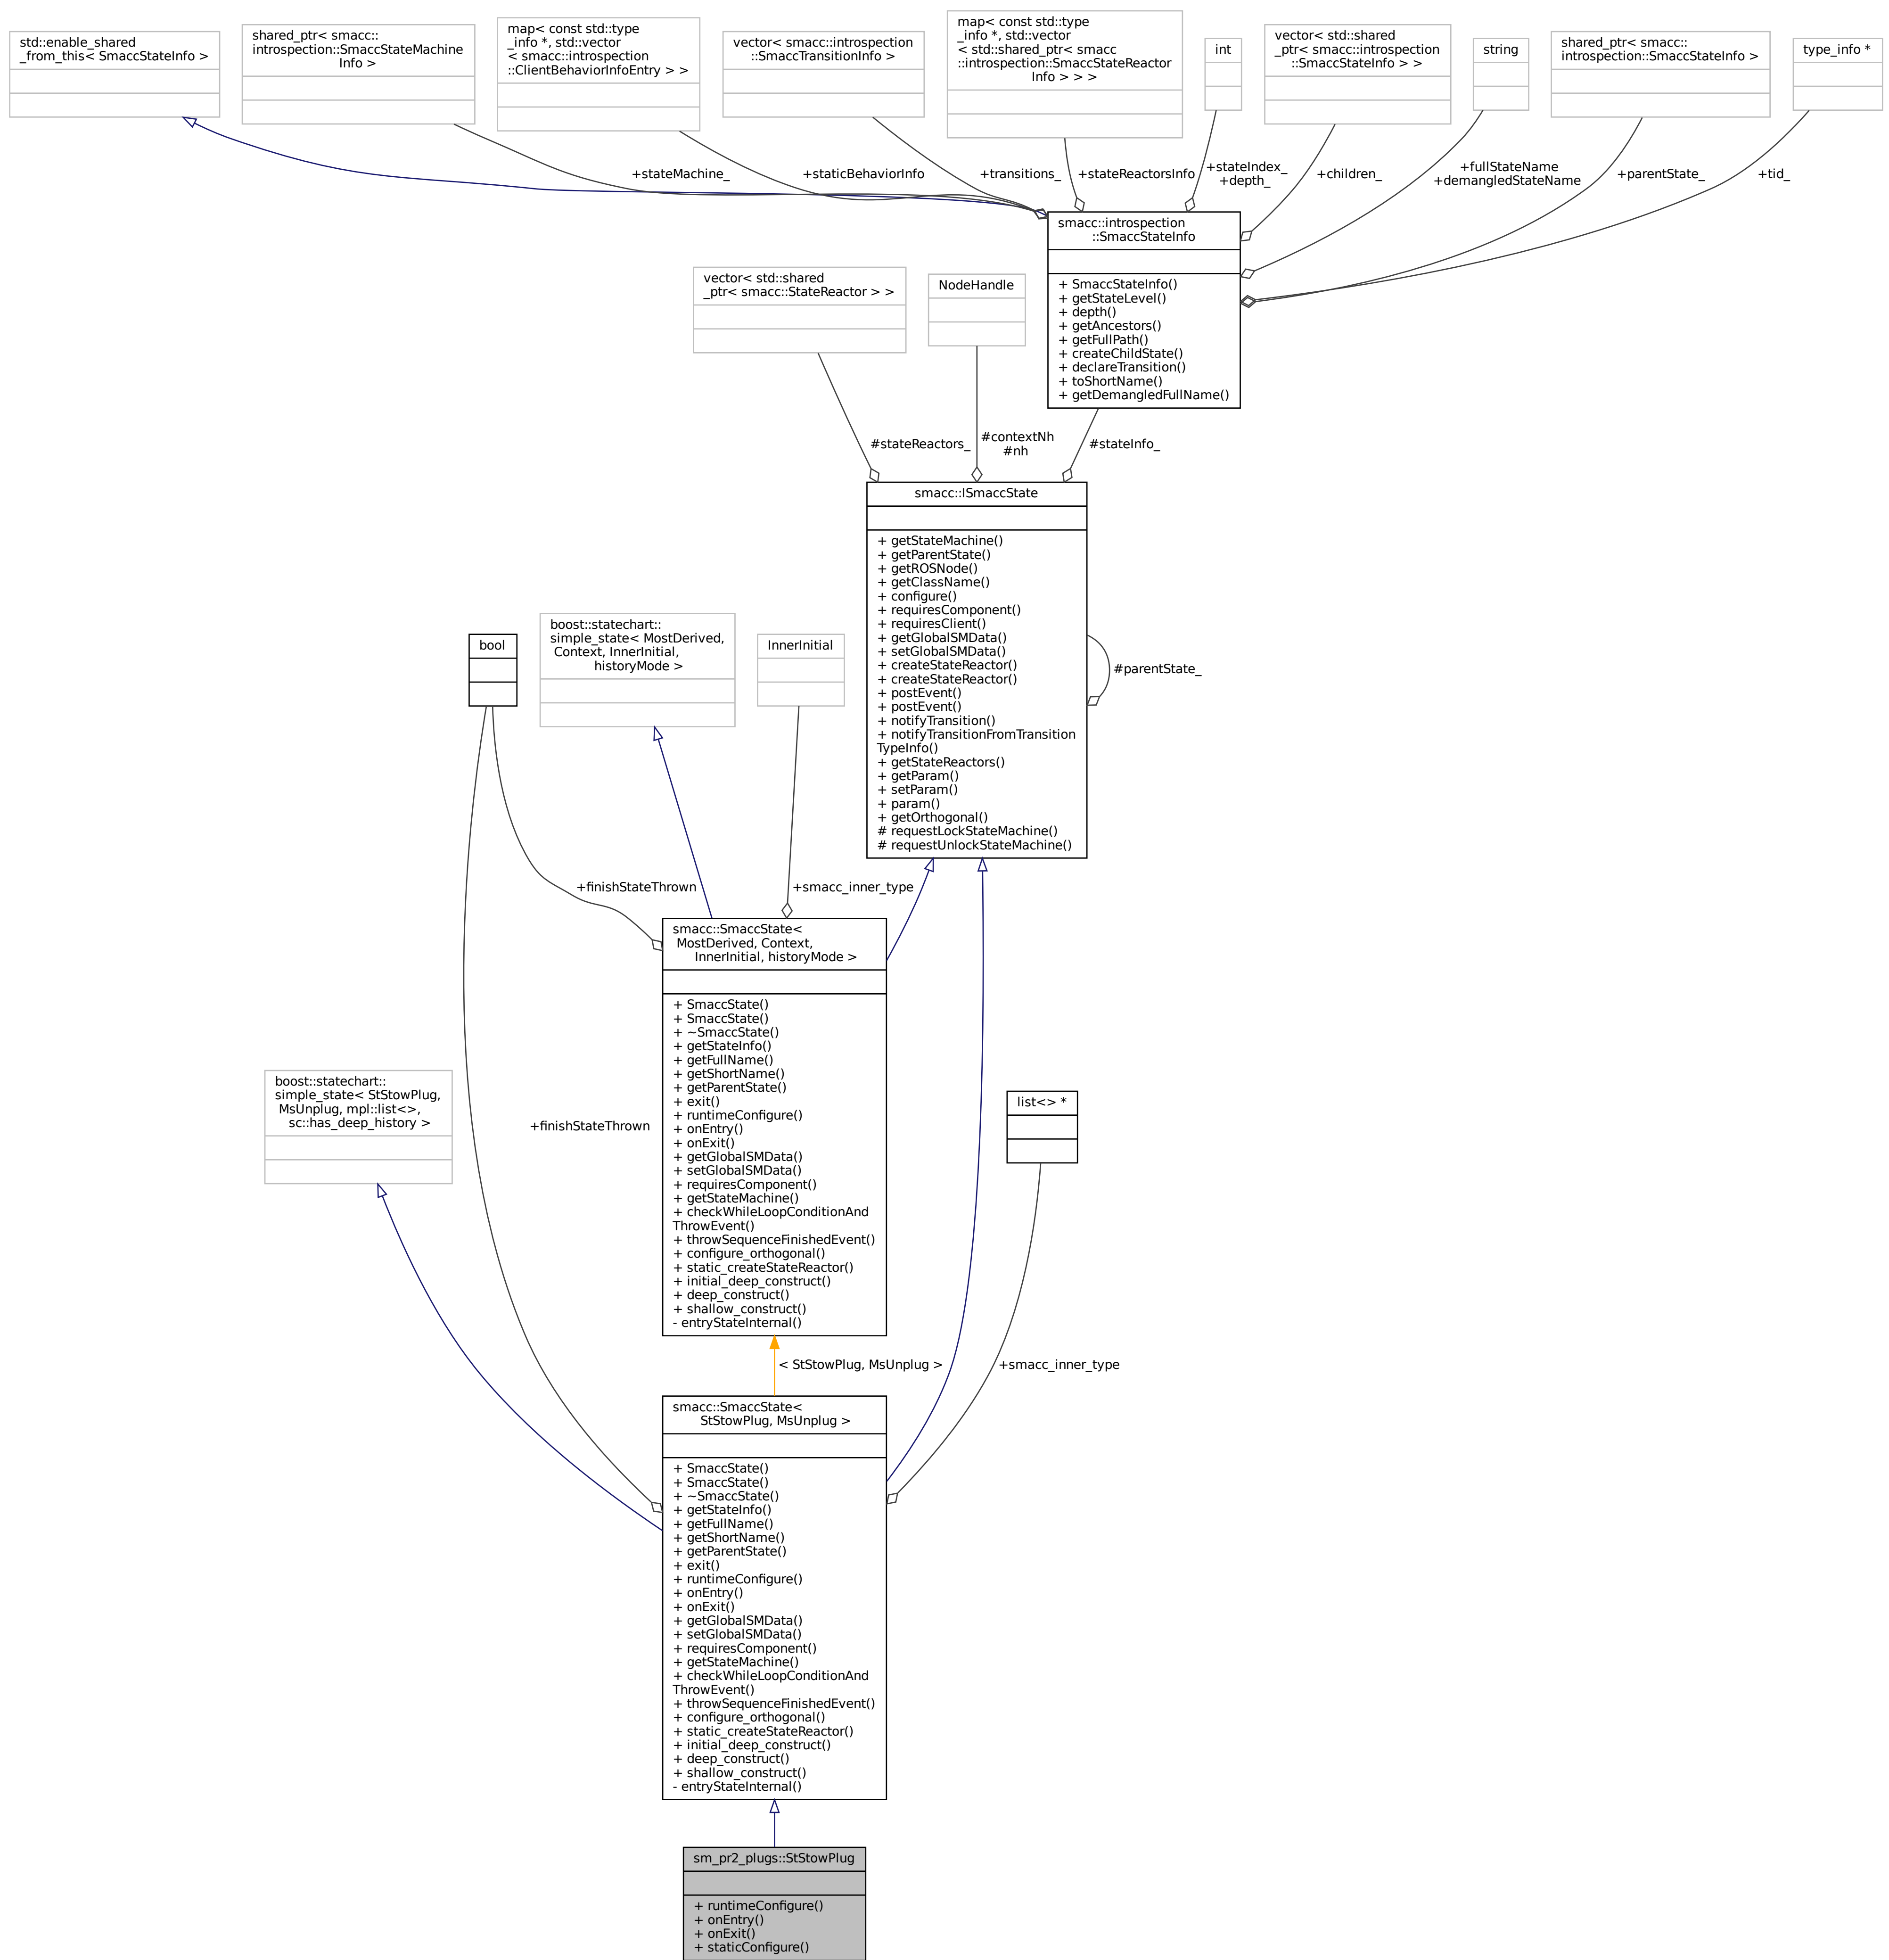 std::enable_shared
_from_this< SmaccStateInfo >
shared_ptr< smacc::
introspection::SmaccStateMachine
Info >
map< const std::type
_info *, std::vector
< smacc::introspection
::ClientBehaviorInfoEntry > >
vector< smacc::introspection
::SmaccTransitionInfo >
map< const std::type
_info *, std::vector
< std::shared_ptr< smacc
::introspection::SmaccStateReactor
Info > > >
int
vector< std::shared
_ptr< smacc::introspection
::SmaccStateInfo > >
string
shared_ptr< smacc::
introspection::SmaccStateInfo >
type_info *
+stateMachine_
+staticBehaviorInfo
+transitions_
+stateReactorsInfo
+stateIndex_
+depth_
+children_
+fullStateName
+demangledStateName
+parentState_
+tid_
smacc::introspection
::SmaccStateInfo
+ SmaccStateInfo()
+ getStateLevel()
+ depth()
+ getAncestors()
+ getFullPath()
+ createChildState()
+ declareTransition()
+ toShortName()
+ getDemangledFullName()
vector< std::shared
_ptr< smacc::StateReactor > >
NodeHandle
#stateReactors_
#contextNh
#nh
#stateInfo_
smacc::ISmaccState
+ getStateMachine()
+ getParentState()
+ getROSNode()
+ getClassName()
+ configure()
+ requiresComponent()
+ requiresClient()
+ getGlobalSMData()
+ setGlobalSMData()
+ createStateReactor()
+ createStateReactor()
+ postEvent()
+ postEvent()
+ notifyTransition()
+ notifyTransitionFromTransition
TypeInfo()
+ getStateReactors()
+ getParam()
+ setParam()
+ param()
+ getOrthogonal()
# requestLockStateMachine()
# requestUnlockStateMachine()
#parentState_
bool
boost::statechart::
simple_state< MostDerived,
Context, InnerInitial,
historyMode >
InnerInitial
+finishStateThrown
+smacc_inner_type
smacc::SmaccState<
MostDerived, Context,
InnerInitial, historyMode >
+ SmaccState()
+ SmaccState()
+ ~SmaccState()
+ getStateInfo()
+ getFullName()
+ getShortName()
+ getParentState()
+ exit()
+ runtimeConfigure()
+ onEntry()
+ onExit()
+ getGlobalSMData()
+ setGlobalSMData()
+ requiresComponent()
+ getStateMachine()
+ checkWhileLoopConditionAnd
ThrowEvent()
+ throwSequenceFinishedEvent()
+ configure_orthogonal()
+ static_createStateReactor()
+ initial_deep_construct()
+ deep_construct()
+ shallow_construct()
- entryStateInternal()
boost::statechart::
simple_state< StStowPlug,
MsUnplug, mpl::list<>,
sc::has_deep_history >
+finishStateThrown
list<> *
< StStowPlug, MsUnplug >
+smacc_inner_type
smacc::SmaccState<
StStowPlug, MsUnplug >
+ SmaccState()
+ SmaccState()
+ ~SmaccState()
+ getStateInfo()
+ getFullName()
+ getShortName()
+ getParentState()
+ exit()
+ runtimeConfigure()
+ onEntry()
+ onExit()
+ getGlobalSMData()
+ setGlobalSMData()
+ requiresComponent()
+ getStateMachine()
+ checkWhileLoopConditionAnd
ThrowEvent()
+ throwSequenceFinishedEvent()
+ configure_orthogonal()
+ static_createStateReactor()
+ initial_deep_construct()
+ deep_construct()
+ shallow_construct()
- entryStateInternal()
sm_pr2_plugs::StStowPlug
+ runtimeConfigure()
+ onEntry()
+ onExit()
+ staticConfigure()